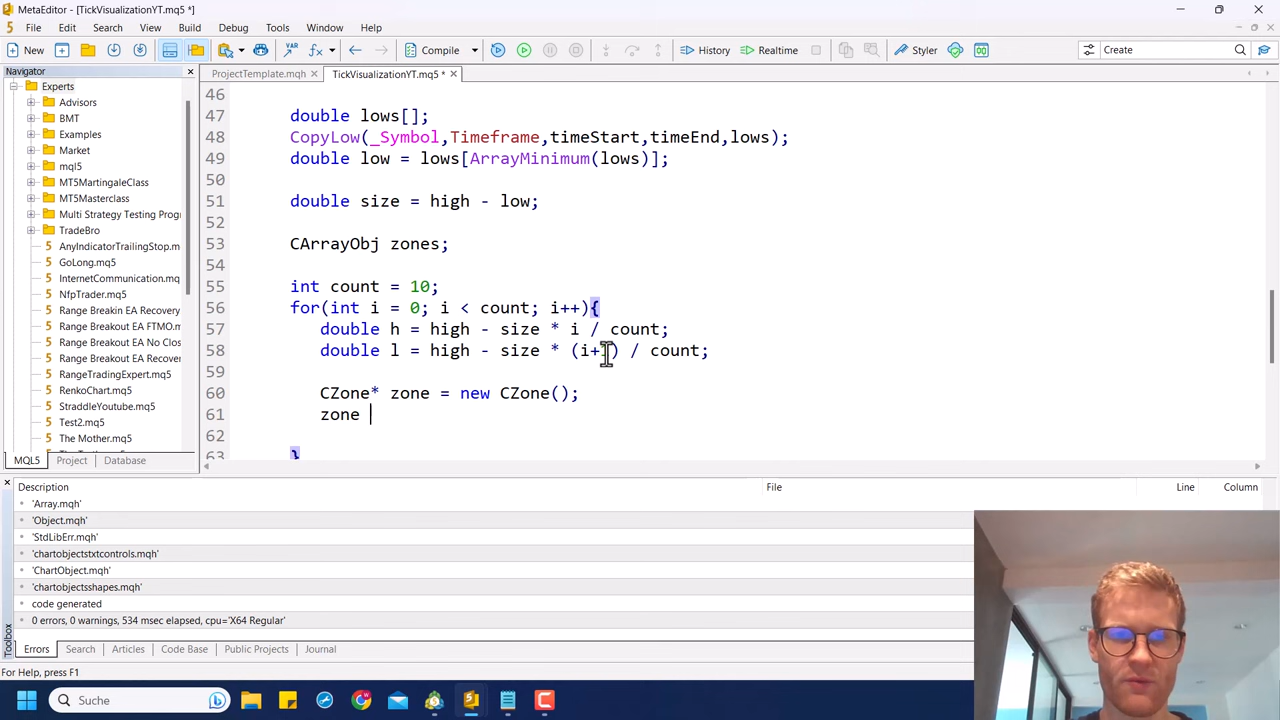 MetaEditor - [TickVisualizationYT.mq5 *]
File Edit Search View Build Debug Tools Window Help
New Compile History Realtime Styler Create
Navigator
ProjectTemplate.mqh TickVisualizationYT.mq5 *
Experts
Advisors
BMT
Examples
Market
mql5
MT5MartingaleClass
MT5Masterclass
Multi Strategy Testing Progr
TradeBro
AnyIndicatorTrailingStop.m
GoLong.mq5
InternetCommunication.mq
NfpTrader.mq5
Range Breakin EA Recovery
Range Breakout EA FTMO.m
Range Breakout EA No Clos
Range Breakout EA Recover
RangeTradingExpert.mq5
RenkoChart.mq5
StraddleYoutube.mq5
Test2.mq5
The Mother.mq5
MQL5 Project Database
46
47 double lows[];
48 CopyLow(_Symbol,Timeframe,timeStart,timeEnd,lows);
49 double low = lows[ArrayMinimum(lows)];
50
51 double size = high - low;
52
53 CArrayObj zones;
54
55 int count = 10;
56 for(int i = 0; i < count; i++){
57 double h = high - size * i / count;
58 double l = high - size * (i+1) / count;
59
60 CZone* zone = new CZone();
61 zone
62
63 }
Description File Line Column
'Array.mqh'
'Object.mqh'
'StdLibErr.mqh'
'chartobjectstxtcontrols.mqh'
'ChartObject.mqh'
'chartobjectsshapes.mqh'
code generated
0 errors, 0 warnings, 534 msec elapsed, cpu='X64 Regular'
Toolbox
Errors Search Articles Code Base Public Projects Journal
For Help, press F1
Suche